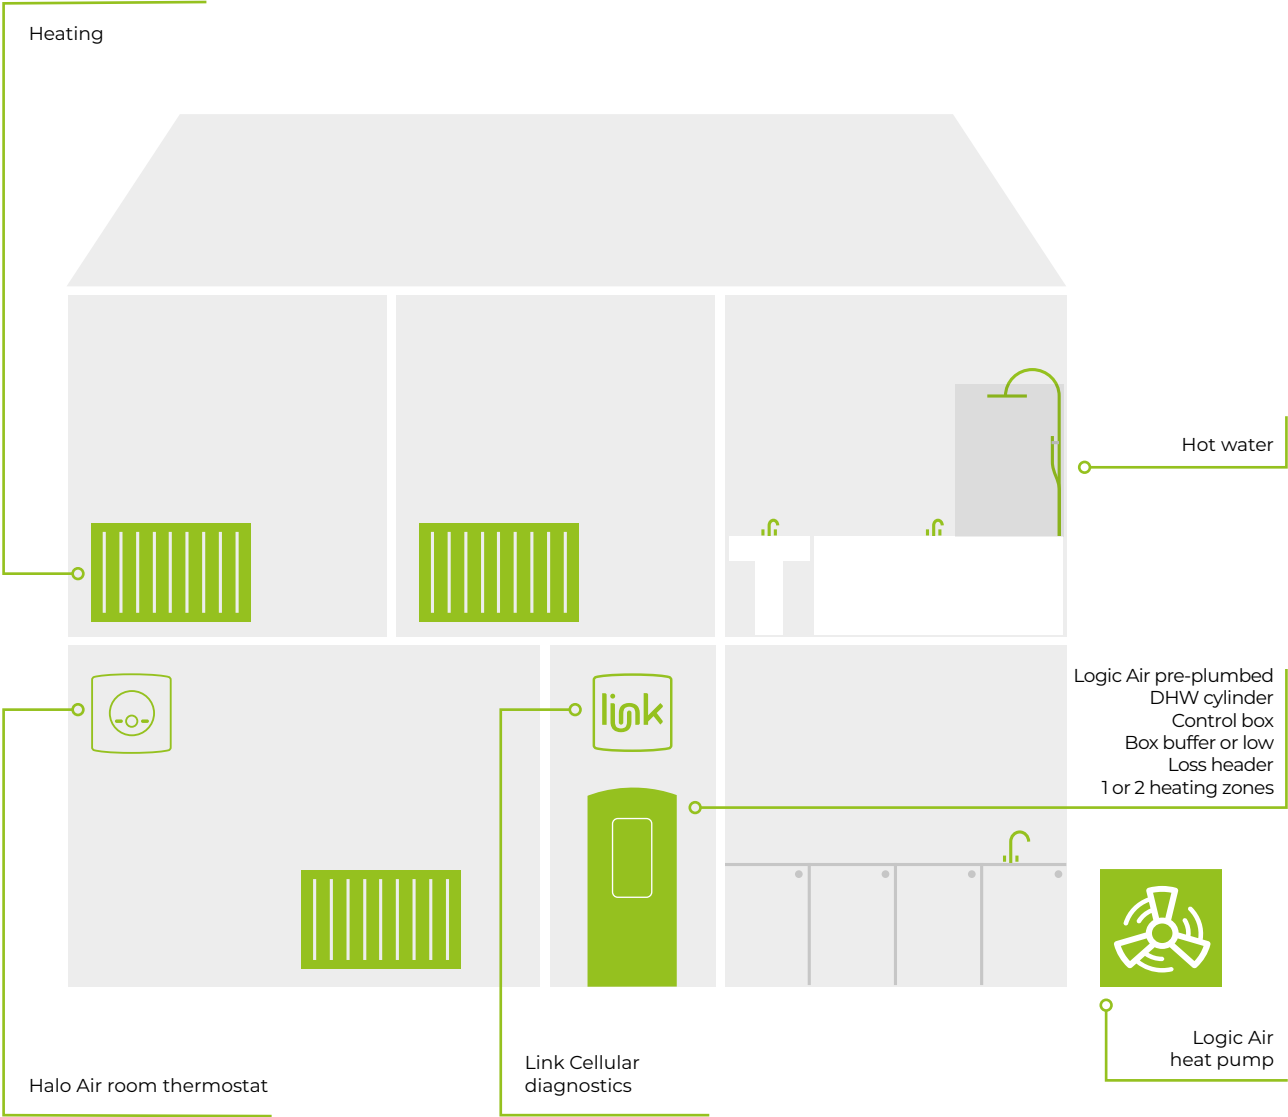 Heating
Hot water
link
Logic Air pre-plumbed
DHW cylinder
Control box
Box buffer or low
Loss header
1 or 2 heating zones
Logic Air
heat pump
Link Cellular
diagnostics
Halo Air room thermostat